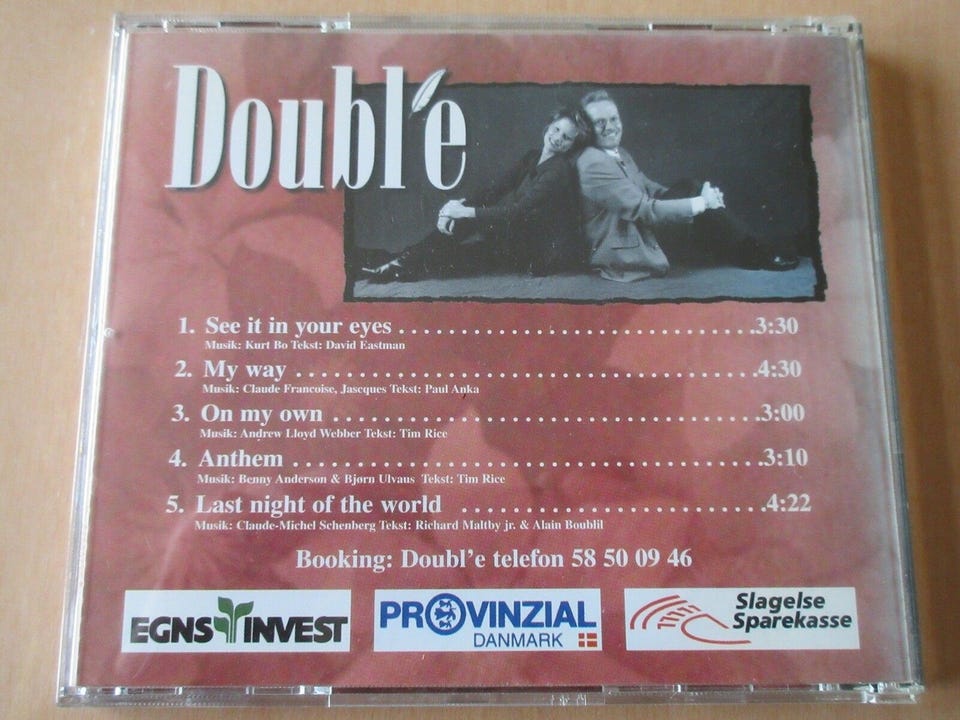 Doubl'e
1. See it in your eyes . . . . . . . . . . . . . . . . . . . . . . . . . . . . . . . . . . .3:30
Musik: Kurt Bo Tekst: David Eastman
2. My way . . . . . . . . . . . . . . . . . . . . . . . . . . . . . . . . . . . . . . . . . . . . .4:30
Musik: Claude Francoise, Jascques Tekst: Paul Anka
3. On my own . . . . . . . . . . . . . . . . . . . . . . . . . . . . . . . . . . . . . . . . .3:00
Musik: Andrew Lloyd Webber Tekst: Tim Rice
4. Anthem . . . . . . . . . . . . . . . . . . . . . . . . . . . . . . . . . . . . . . . . . . . . .3:10
Musik: Benny Anderson & Bjørn Ulvaus Tekst: Tim Rice
5. Last night of the world . . . . . . . . . . . . . . . . . . . . . . . . . . . . . .4:22
Musik: Claude-Michel Schenberg Tekst: Richard Maltby jr. & Alain Boublil
Booking: Doubl'e telefon 58 50 09 46
EGNS INVEST
PROVINZIAL
DANMARK
Slagelse
Sparekasse